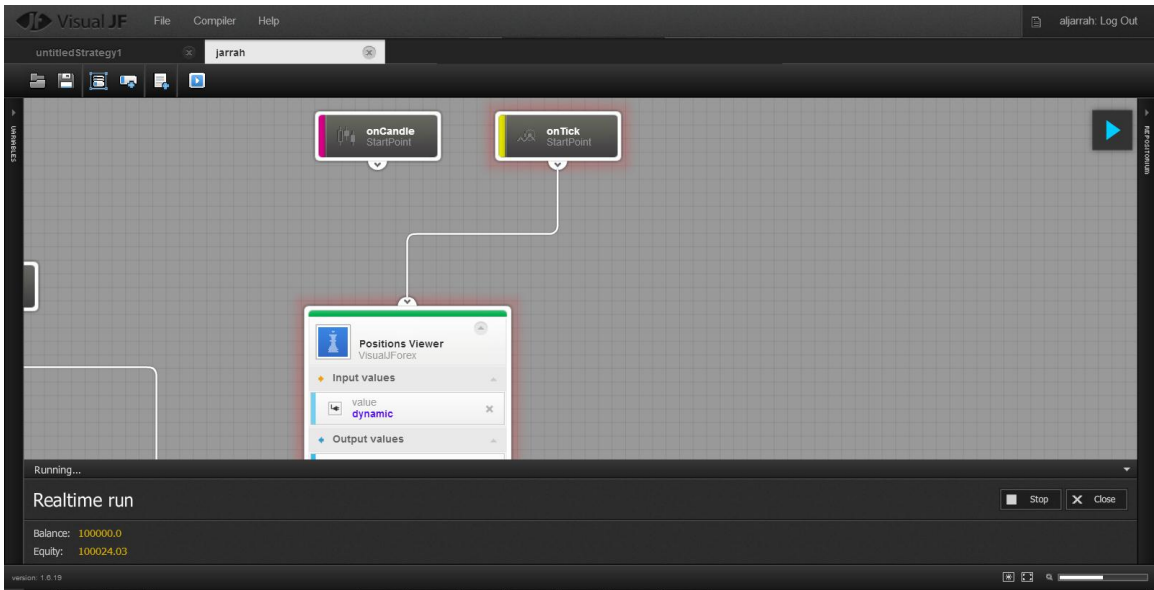 Visual JF File Compiler Help aljarrah: Log Out
untitledStrategy1 jarrah
VARIABLES
REPOSITORIUM
onCandle
StartPoint
onTick
StartPoint
Positions Viewer
VisualJForex
Input values
value
dynamic
Output values
Running...
Realtime run Stop Close
Balance: 100000.0
Equity: 100024.03
version: 1.6.19